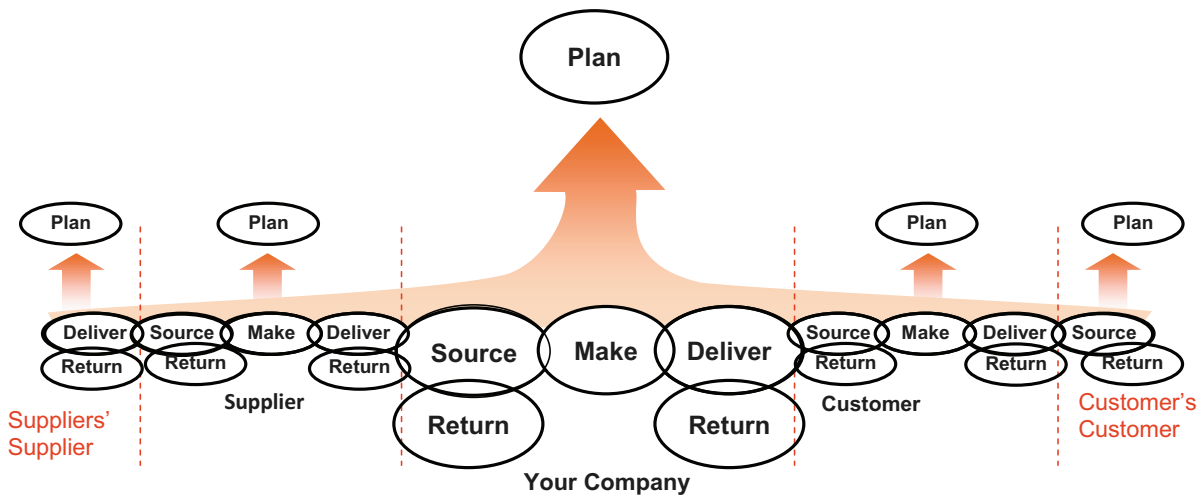 Plan
Plan
Plan
Plan
Plan
Deliver
Source
Make
Deliver
Source
Make
Deliver
Source
Make
Deliver
Source
Return
Return
Return
Return
Return
Return
Return
Return
Suppliers'
Supplier
Supplier
Customer
Customer's
Customer
Your Company